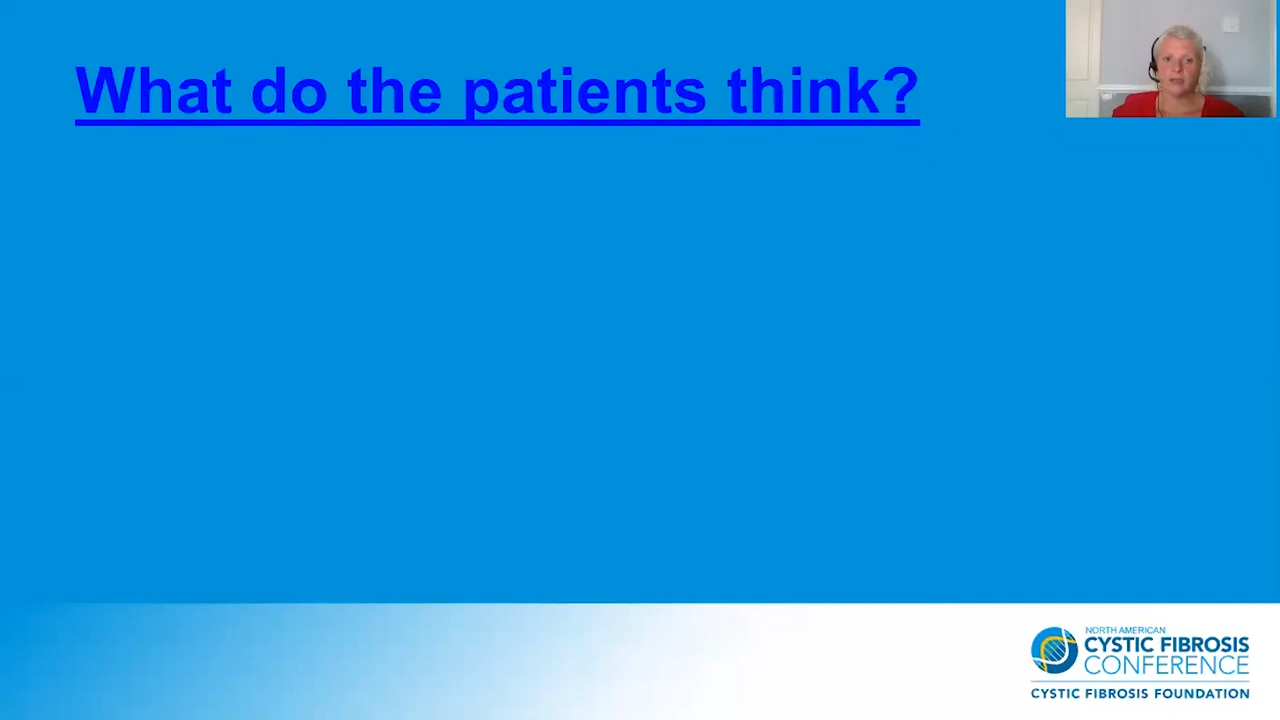 What do the patients think?
NORTH AMERICAN
CYSTIC FIBROSIS
CONFERENCE
CYSTIC FIBROSIS FOUNDATION